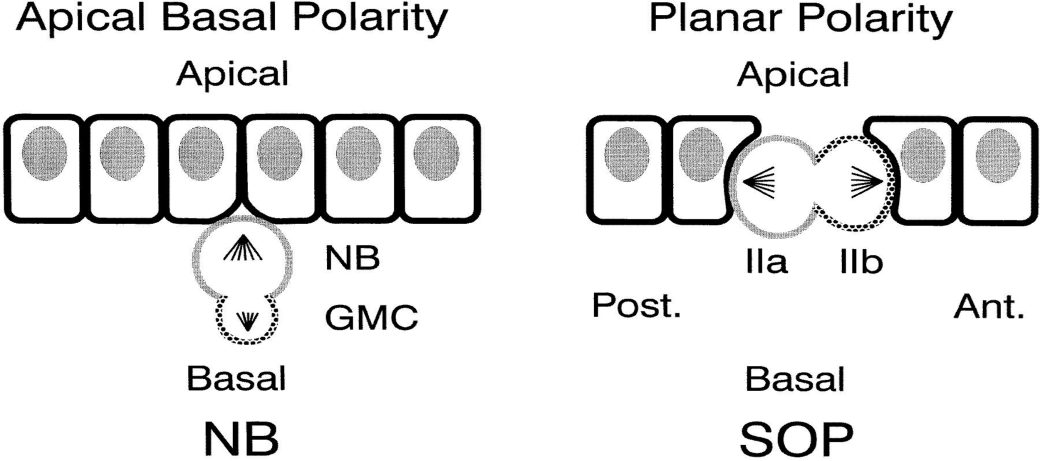 Apical Basal Polarity
Apical
NB
GMC
Basal
NB
Planar Polarity
Apical
IIa IIb
Post. Ant.
Basal
SOP